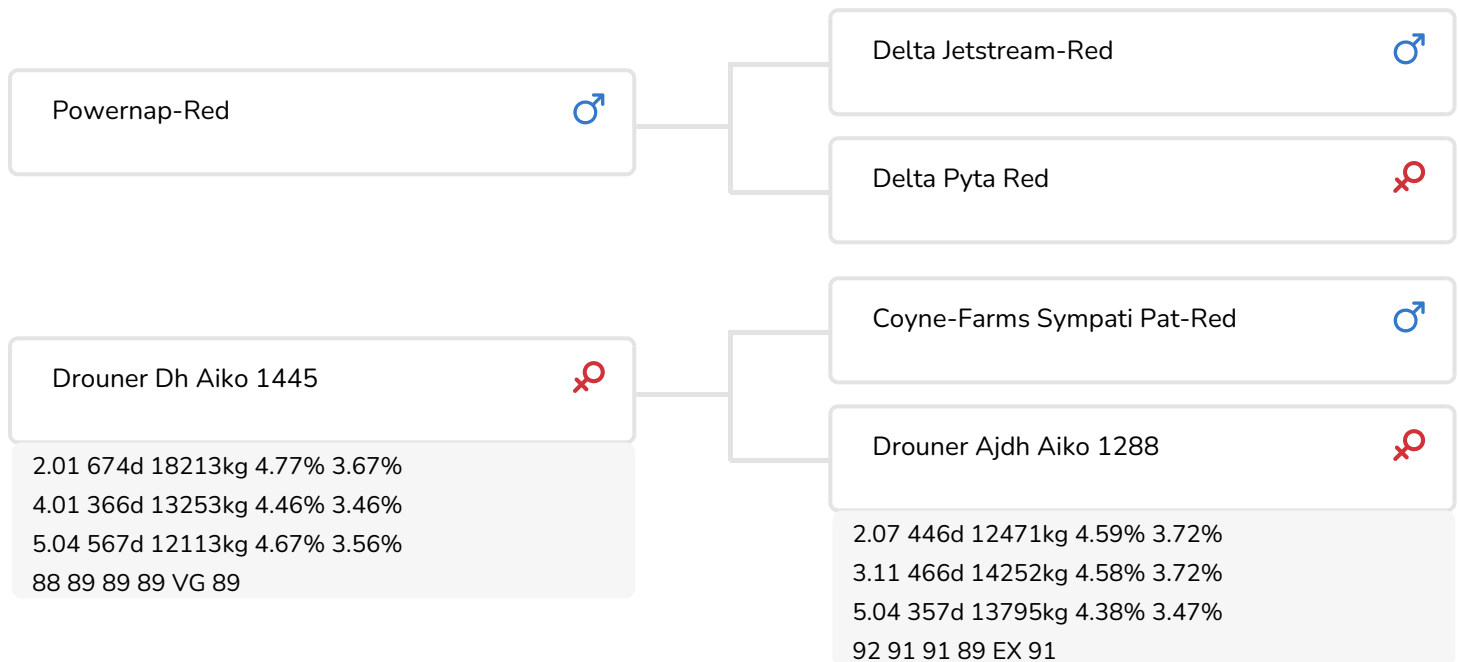 Powernap-Red
Delta Jetstream-Red
Delta Pyta Red
Drouner Dh Aiko 1445
2.01 674d 18213kg 4.77% 3.67%
4.01 366d 13253kg 4.46% 3.46%
5.04 567d 12113kg 4.67% 3.56%
88 89 89 89 VG 89
Coyne-Farms Sympati Pat-Red
Drouner Ajdh Aiko 1288
2.07 446d 12471kg 4.59% 3.72%
3.11 466d 14252kg 4.58% 3.72%
5.04 357d 13795kg 4.38% 3.47%
92 91 91 89 EX 91